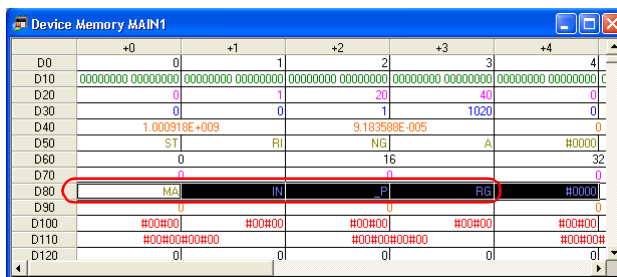 Device Memory MAIN1
+0 +1 +2 +3 +4
D0 0 1 2 3 4
D10 00000000 00000000 00000000 00000000 00000000 00000000 00000000 00000000 00000000 00000000
D20 0 1 20 40 0
D30 0 0 1 1020 0
D40 1.000918E+009 9.183588E-005 0
D50 ST RI NG A #0000
D60 0 16 32
D70 0 0 0
D80 MA IN _P RG #0000
D90 0 0 0
D100 #00#00 #00#00 #00#00 #00#00 #00#00
D110 #00#00#00#00 #00#00#00#00 #00#00#
D120 0 0 0 0 0